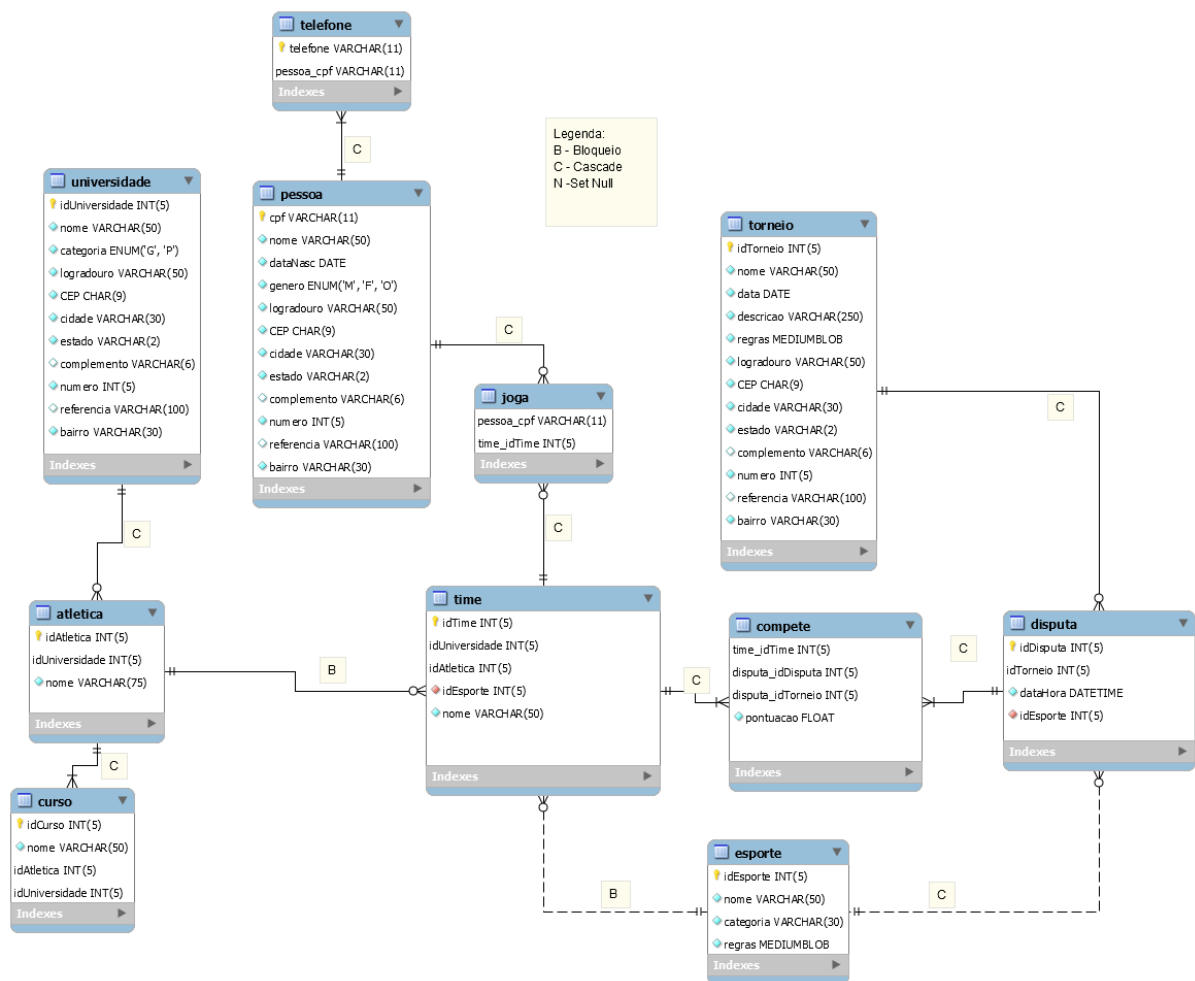 telefone
telefone VARCHAR(11)
pessoa_cpf VARCHAR(11)
Indexes
C
Legenda:
B - Bloqueio
C - Cascade
N -Set Null
universidade
idUniversidade INT(5)
nome VARCHAR(50)
categoria ENUM('G', 'P')
logradouro VARCHAR(50)
CEP CHAR(9)
cidade VARCHAR(30)
estado VARCHAR(2)
complemento VARCHAR(6)
numero INT(5)
referencia VARCHAR(100)
bairro VARCHAR(30)
Indexes
pessoa
cpf VARCHAR(11)
nome VARCHAR(50)
dataNasc DATE
genero ENUM('M', 'F', 'O')
logradouro VARCHAR(50)
CEP CHAR(9)
cidade VARCHAR(30)
estado VARCHAR(2)
complemento VARCHAR(6)
numero INT(5)
referencia VARCHAR(100)
bairro VARCHAR(30)
Indexes
torneio
idTorneio INT(5)
nome VARCHAR(50)
data DATE
descricao VARCHAR(250)
regras MEDIUMBLOB
logradouro VARCHAR(50)
CEP CHAR(9)
cidade VARCHAR(30)
estado VARCHAR(2)
complemento VARCHAR(6)
numero INT(5)
referencia VARCHAR(100)
bairro VARCHAR(30)
Indexes
C
joga
pessoa_cpf VARCHAR(11)
time_idTime INT(5)
Indexes
C
C
C
atletica
idAtletica INT(5)
idUniversidade INT(5)
nome VARCHAR(75)
Indexes
B
time
idTime INT(5)
idUniversidade INT(5)
idAtletica INT(5)
idEsporte INT(5)
nome VARCHAR(50)
Indexes
C
compete
time_idTime INT(5)
disputa_idDisputa INT(5)
disputa_idTorneio INT(5)
pontuacao FLOAT
Indexes
C
disputa
idDisputa INT(5)
idTorneio INT(5)
dataHora DATETIME
idEsporte INT(5)
Indexes
C
curso
idCurso INT(5)
nome VARCHAR(50)
idAtletica INT(5)
idUniversidade INT(5)
Indexes
B
esporte
idEsporte INT(5)
nome VARCHAR(50)
categoria VARCHAR(30)
regras MEDIUMBLOB
Indexes
C